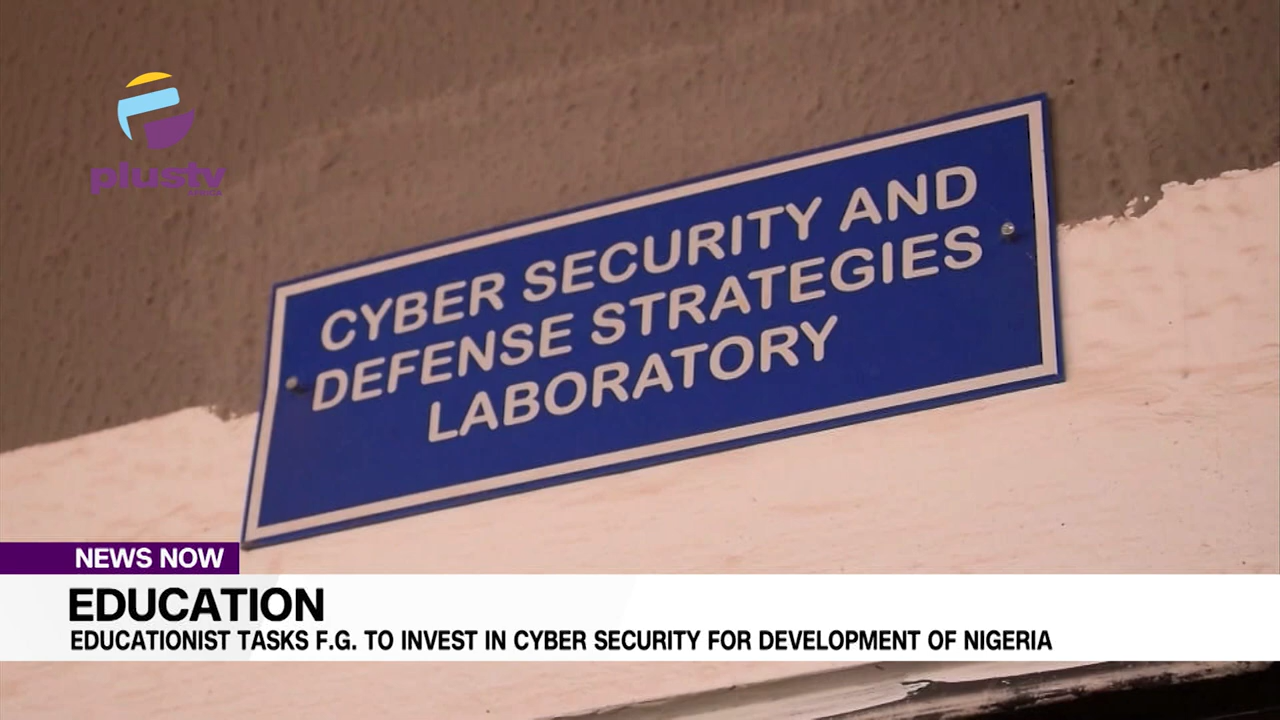 plustv
CYBER SECURITY AND
DEFENSE STRATEGIES
LABORATORY
NEWS NOW
EDUCATION
EDUCATIONIST TASKS F.G. TO INVEST IN CYBER SECURITY FOR DEVELOPMENT OF NIGERIA